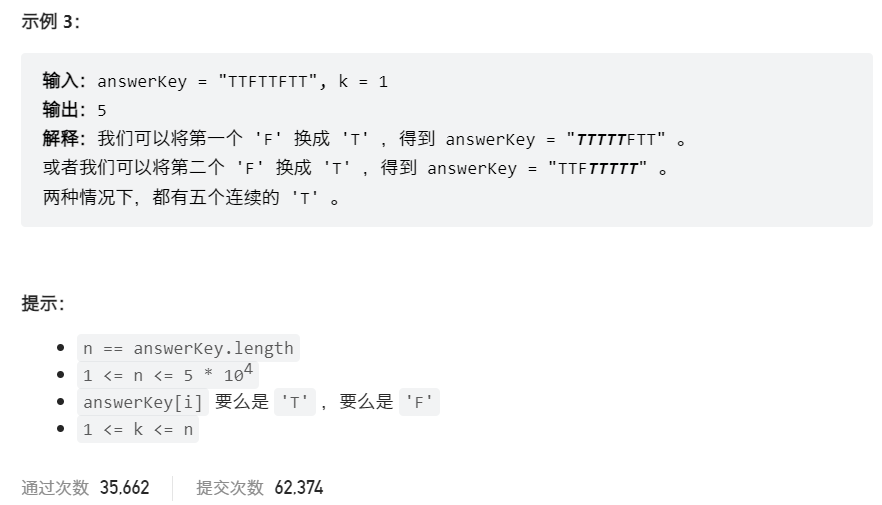 示例 3：
输入：answerKey = "TTFTTFTT", k = 1
输出：5
解释：我们可以将第一个 'F' 换成 'T' ，得到 answerKey = "TTTTTFTT" 。
或者我们可以将第二个 'F' 换成 'T' ，得到 answerKey = "TTFTTTTT" 。
两种情况下，都有五个连续的 'T' 。
提示：
n == answerKey.length
1 <= n <= 5 * 10⁴
answerKey[i] 要么是 'T' ，要么是 'F'
1 <= k <= n
通过次数 35,662 提交次数 62,374